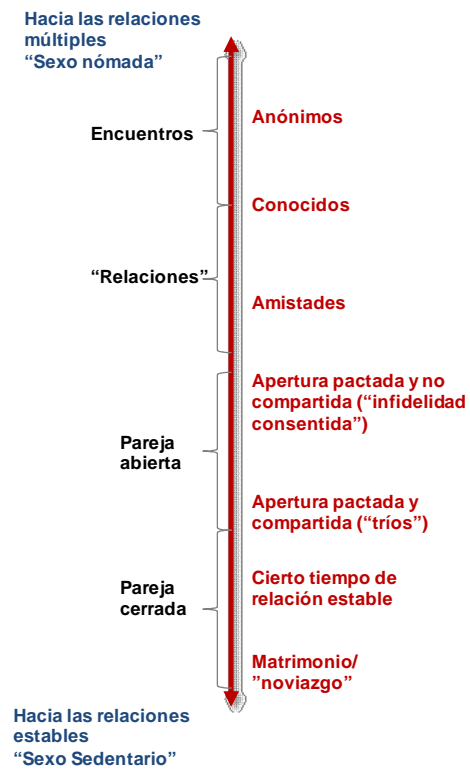 Hacia las relaciones
múltiples
“Sexo nómada”
Anónimos
Encuentros
Conocidos
“Relaciones”
Amistades
Apertura pactada y no
compartida (“infidelidad
consentida”)
Pareja
abierta
Apertura pactada y
compartida (“tríos”)
Cierto tiempo de
relación estable
Pareja
cerrada
Matrimonio/
”noviazgo”
Hacia las relaciones
estables
“Sexo Sedentario”